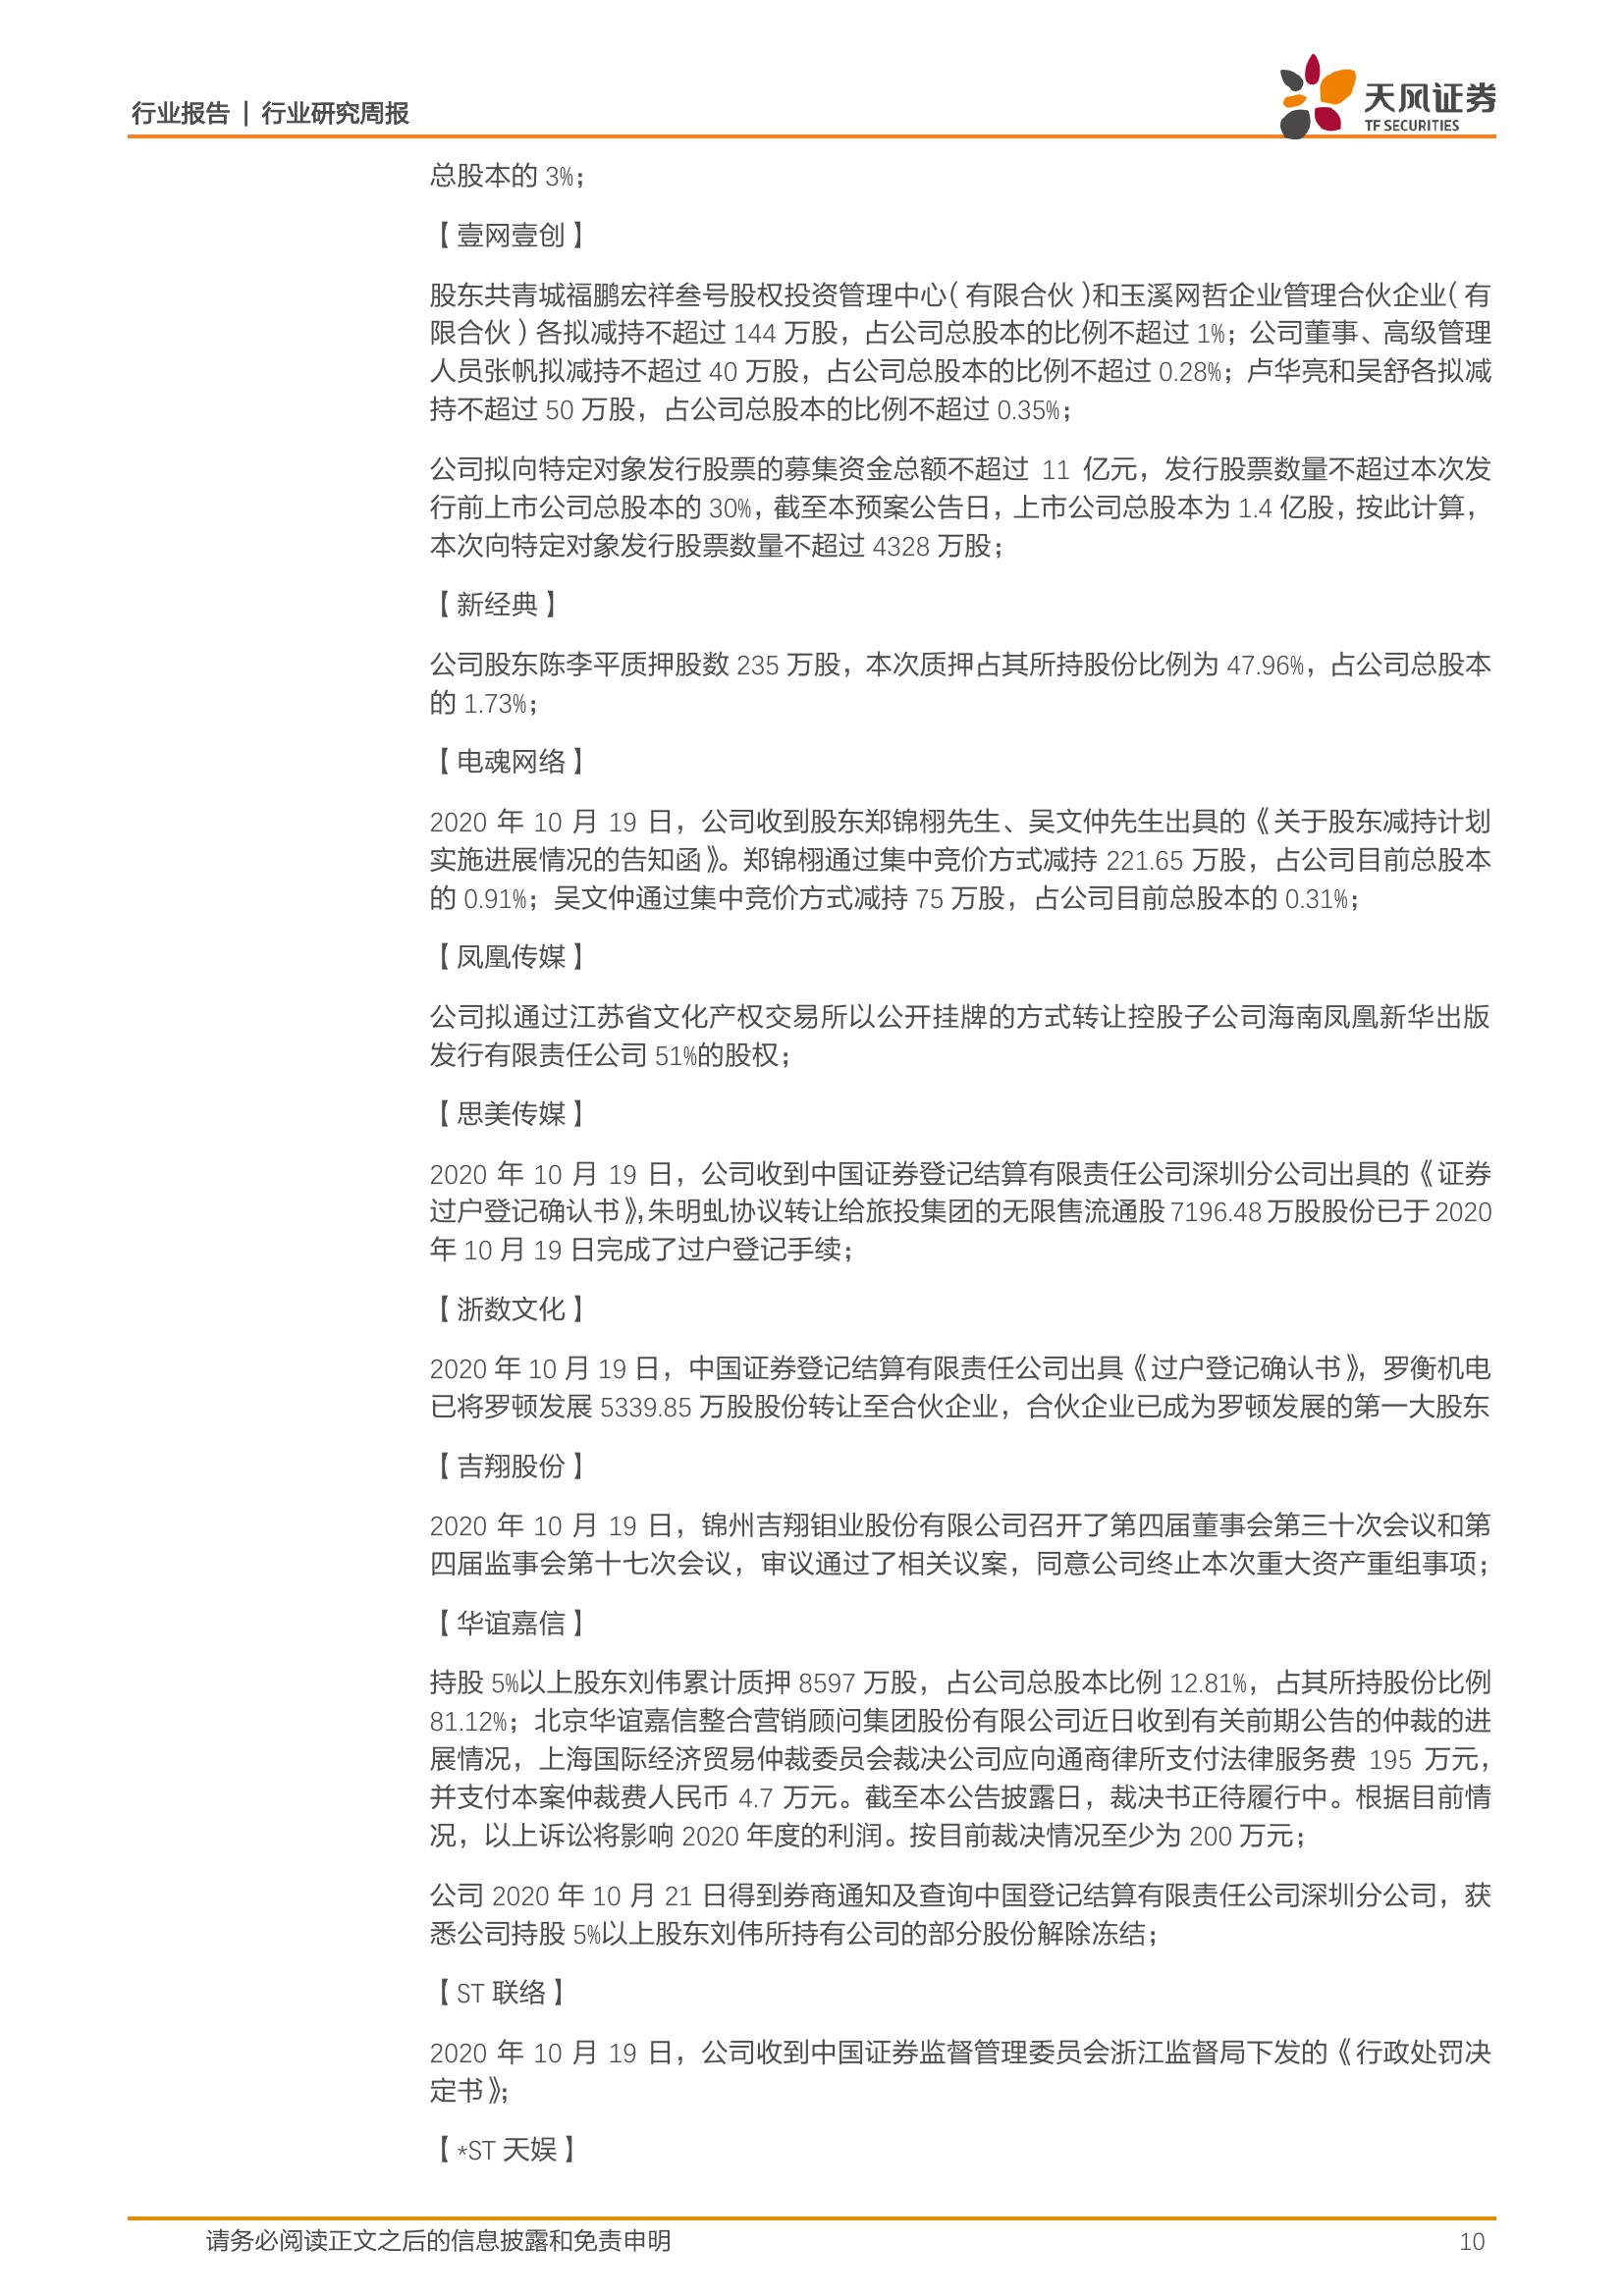 行业报告 | 行业研究周报
天风证券
TF SECURITIES
总股本的 3%；
【壹网壹创】
股东共青城福鹏宏祥叁号股权投资管理中心（有限合伙）和玉溪网哲企业管理合伙企业（有
限合伙）各拟减持不超过 144 万股，占公司总股本的比例不超过 1%；公司董事、高级管理
人员张帆拟减持不超过 40 万股，占公司总股本的比例不超过 0.28%；卢华亮和吴舒各拟减
持不超过 50 万股，占公司总股本的比例不超过 0.35%；
公司拟向特定对象发行股票的募集资金总额不超过 11 亿元，发行股票数量不超过本次发
行前上市公司总股本的 30%，截至本预案公告日，上市公司总股本为 1.4 亿股，按此计算，
本次向特定对象发行股票数量不超过 4328 万股；
【新经典】
公司股东陈李平质押股数 235 万股，本次质押占其所持股份比例为 47.96%，占公司总股本
的 1.73%；
【电魂网络】
2020 年 10 月 19 日，公司收到股东郑锦栩先生、吴文仲先生出具的《关于股东减持计划
实施进展情况的告知函》。郑锦栩通过集中竞价方式减持 221.65 万股，占公司目前总股本
的 0.91%；吴文仲通过集中竞价方式减持 75 万股，占公司目前总股本的 0.31%；
【凤凰传媒】
公司拟通过江苏省文化产权交易所以公开挂牌的方式转让控股子公司海南凤凰新华出版
发行有限责任公司 51%的股权；
【思美传媒】
2020 年 10 月 19 日，公司收到中国证券登记结算有限责任公司深圳分公司出具的《证券
过户登记确认书》，朱明虬协议转让给旅投集团的无限售流通股 7196.48 万股股份已于 2020
年 10 月 19 日完成了过户登记手续；
【浙数文化】
2020 年 10 月 19 日，中国证券登记结算有限责任公司出具《过户登记确认书》，罗衡机电
已将罗顿发展 5339.85 万股股份转让至合伙企业，合伙企业已成为罗顿发展的第一大股东
【吉翔股份】
2020 年 10 月 19 日，锦州吉翔钼业股份有限公司召开了第四届董事会第三十次会议和第
四届监事会第十七次会议，审议通过了相关议案，同意公司终止本次重大资产重组事项；
【华谊嘉信】
持股 5%以上股东刘伟累计质押 8597 万股，占公司总股本比例 12.81%，占其所持股份比例
81.12%；北京华谊嘉信整合营销顾问集团股份有限公司近日收到有关前期公告的仲裁的进
展情况，上海国际经济贸易仲裁委员会裁决公司应向通商律所支付法律服务费 195 万元，
并支付本案仲裁费人民币 4.7 万元。截至本公告披露日，裁决书正待履行中。根据目前情
况，以上诉讼将影响 2020 年度的利润。按目前裁决情况至少为 200 万元；
公司 2020 年 10 月 21 日得到券商通知及查询中国登记结算有限责任公司深圳分公司，获
悉公司持股 5%以上股东刘伟所持有公司的部分股份解除冻结；
【ST 联络】
2020 年 10 月 19 日，公司收到中国证券监督管理委员会浙江监督局下发的《行政处罚决
定书》；
【*ST 天娱】
请务必阅读正文之后的信息披露和免责申明
10